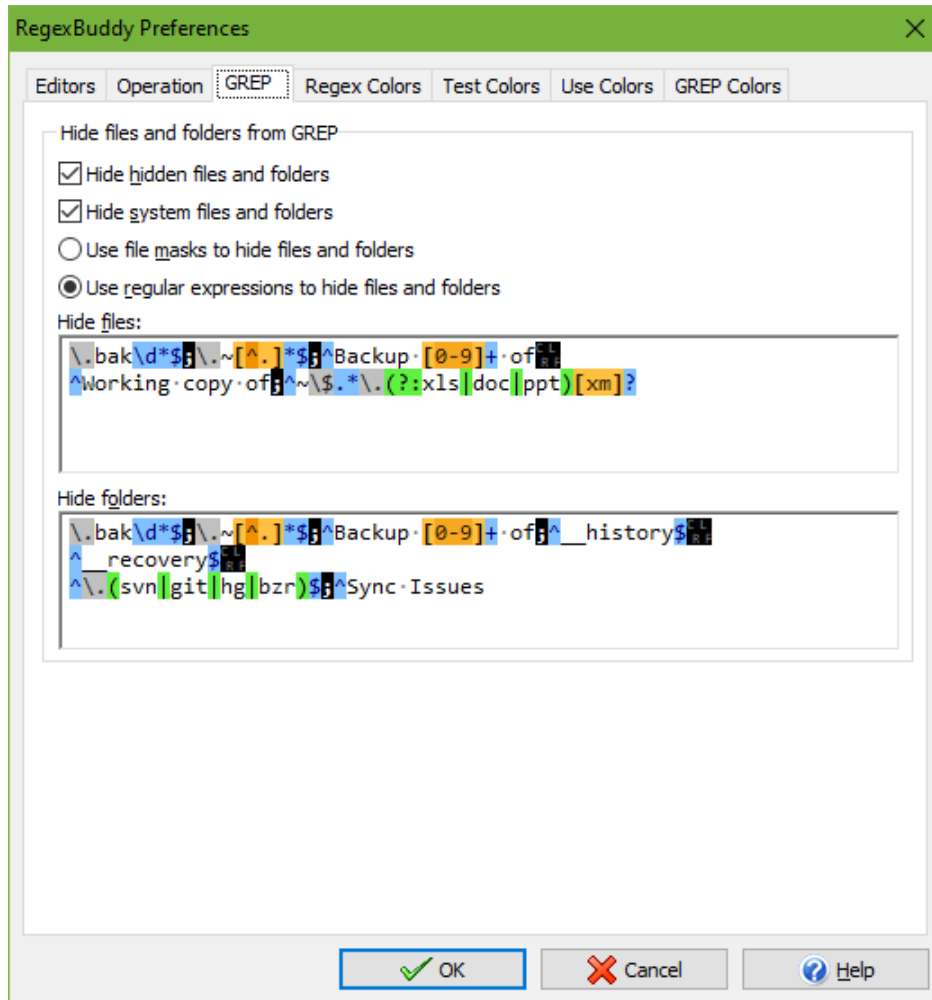 RegexBuddy Preferences
Editors Operation GREP Regex Colors Test Colors Use Colors GREP Colors
Hide files and folders from GREP
Hide hidden files and folders
Hide system files and folders
Use file masks to hide files and folders
Use regular expressions to hide files and folders
Hide files:
\.bak\d*$;\.~[^.]*$;^Backup·[0-9]+·of CRLF
^Working·copy·of;^~\$.*\.(?:xls|doc|ppt)[xm]?
Hide folders:
\.bak\d*$;\.~[^.]*$;^Backup·[0-9]+·of;^__history$ CRLF
^__recovery$ CRLF
^\.(svn|git|hg|bzr)$;^Sync·Issues
OK Cancel Help